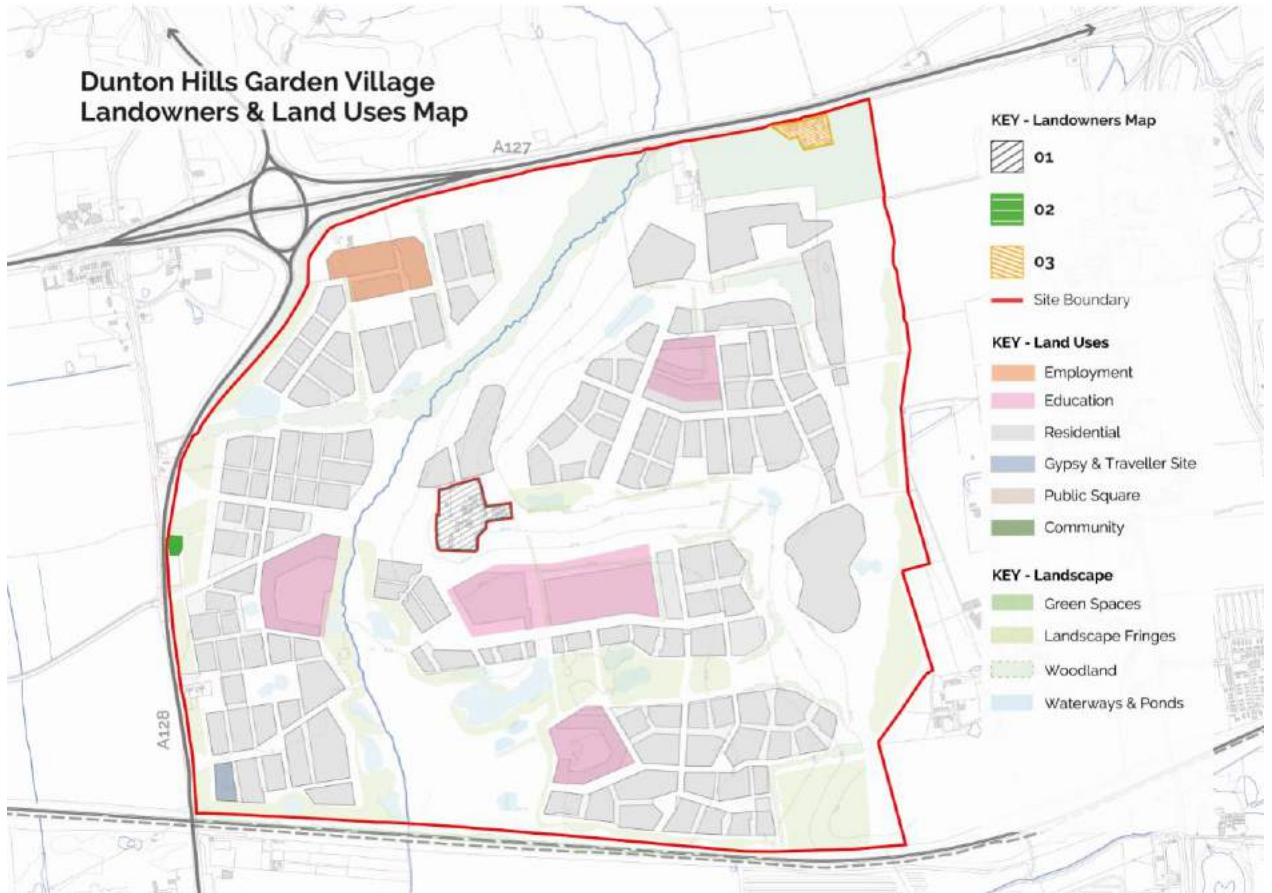 Dunton Hills Garden Village
Landowners & Land Uses Map
A127
A128
KEY - Landowners Map
01
02
03
Site Boundary
KEY - Land Uses
Employment
Education
Residential
Gypsy & Traveller Site
Public Square
Community
KEY - Landscape
Green Spaces
Landscape Fringes
Woodland
Waterways & Ponds